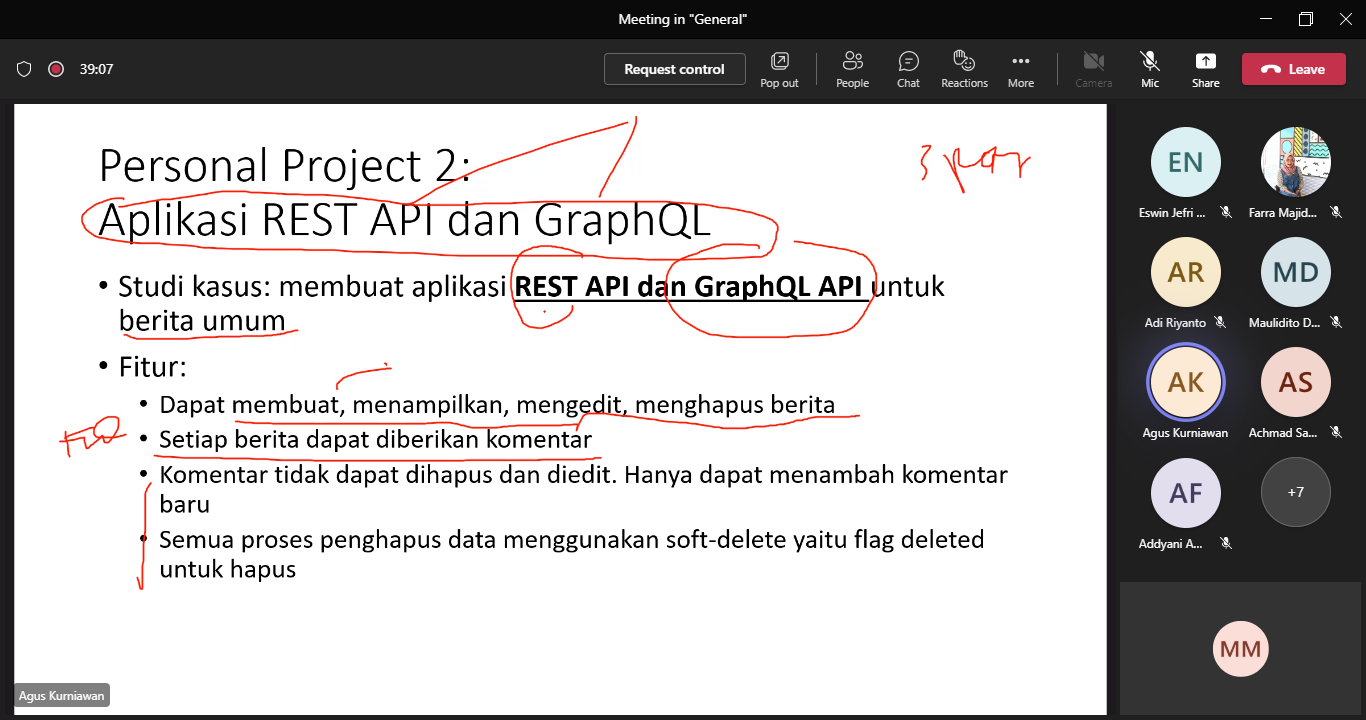 Meeting in "General"
39:07
Request control
Pop out
People
Chat
Reactions
More
Camera
Mic
Share
Leave
Personal Project 2:
Aplikasi REST API dan GraphQL
• Studi kasus: membuat aplikasi REST API dan GraphQL API untuk
berita umum
• Fitur:
• Dapat membuat, menampilkan, mengedit, menghapus berita
• Setiap berita dapat diberikan komentar
• Komentar tidak dapat dihapus dan diedit. Hanya dapat menambah komentar
baru
• Semua proses penghapus data menggunakan soft-delete yaitu flag deleted
untuk hapus
Agus Kurniawan
EN
Eswin Jefri ...
Farra Majid...
AR
Adi Riyanto
MD
Maulidito D...
AK
Agus Kurniawan
AS
Achmad Sa...
AF
Addyani A...
+7
MM